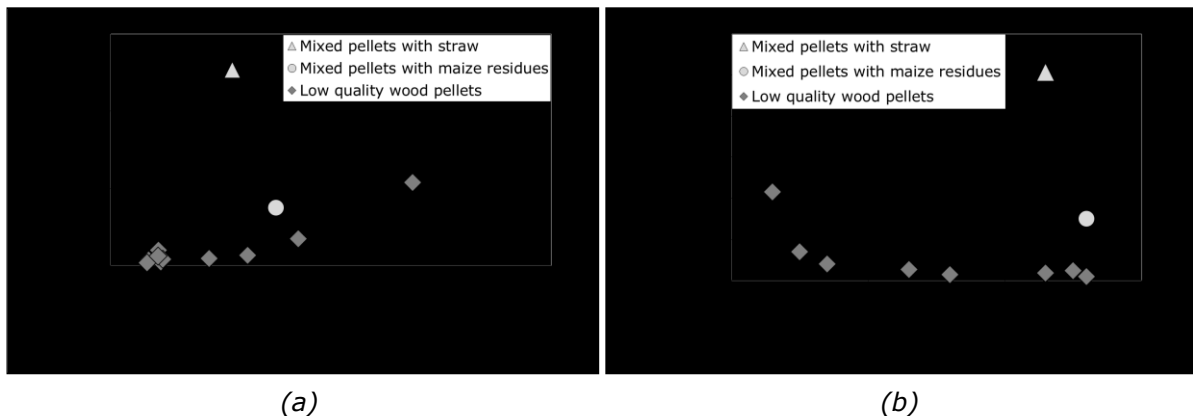 Mixed pellets with straw
Mixed pellets with maize residues
Low quality wood pellets
Mixed pellets with straw
Mixed pellets with maize residues
Low quality wood pellets
(a)
(b)